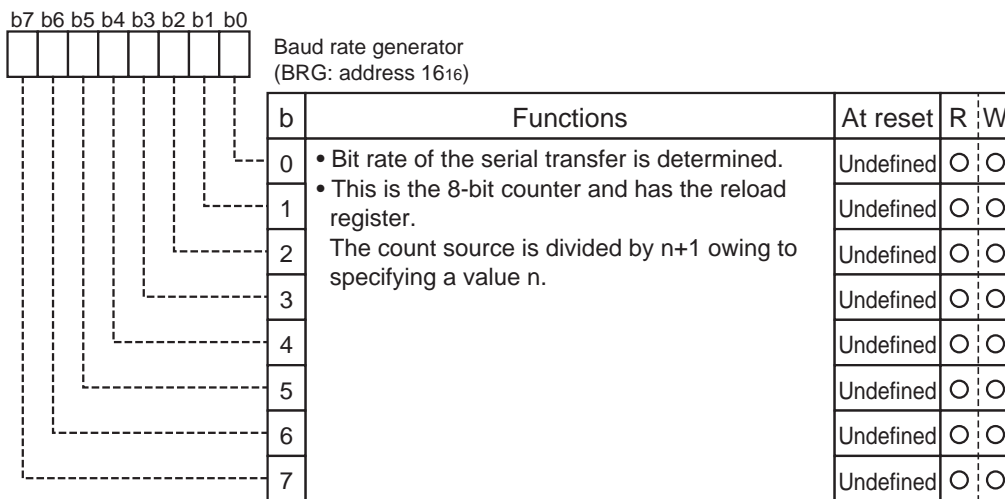 b7 b6 b5 b4 b3 b2 b1 b0
Baud rate generator
(BRG: address 1616)
b Functions At reset R W
0 • Bit rate of the serial transfer is determined. Undefined ○ ○
1 • This is the 8-bit counter and has the reload Undefined ○ ○
register.
2 The count source is divided by n+1 owing to Undefined ○ ○
specifying a value n.
3 Undefined ○ ○
4 Undefined ○ ○
5 Undefined ○ ○
6 Undefined ○ ○
7 Undefined ○ ○